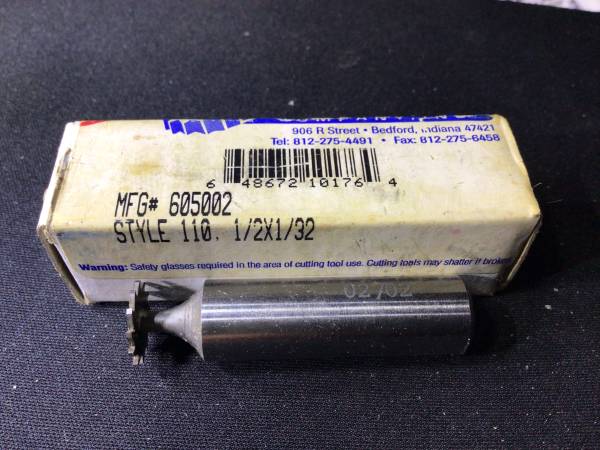 906 R Street • Bedford, Indiana 47421
Tel: 812-275-4491 • Fax: 812-275-6458
6 48672 10176 4
MFG# 605002
STYLE 110, 1/2X1/32
Warning: Safety glasses required in the area of cutting tool use. Cutting tools may shatter if broken
02702